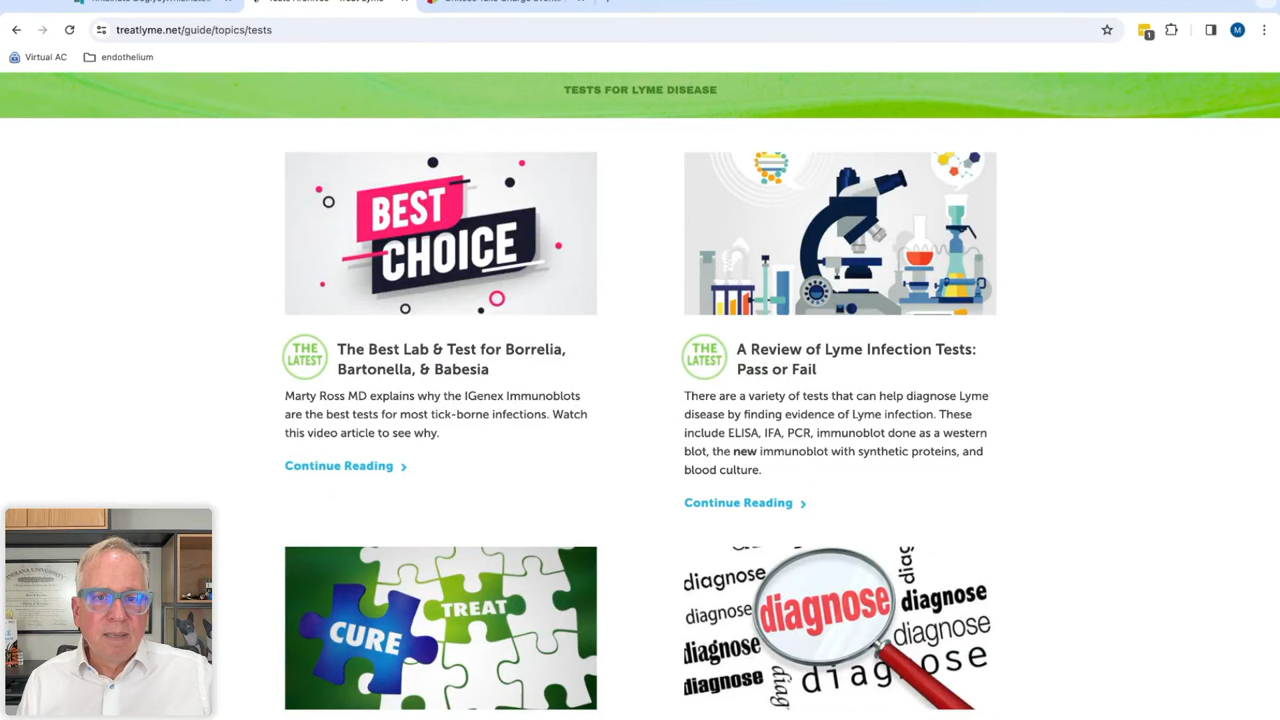 treatlyme.net/guide/topics/tests
1
M
Virtual AC
endothelium
TESTS FOR LYME DISEASE
BEST
CHOICE
THE
LATEST
The Best Lab & Test for Borrelia,
Bartonella, & Babesia
Marty Ross MD explains why the IGenex Immunoblots
are the best tests for most tick-borne infections. Watch
this video article to see why.
Continue Reading
THE
LATEST
A Review of Lyme Infection Tests:
Pass or Fail
There are a variety of tests that can help diagnose Lyme
disease by finding evidence of Lyme infection. These
include ELISA, IFA, PCR, immunoblot done as a western
blot, the new immunoblot with synthetic proteins, and
blood culture.
Continue Reading
CURE
TREAT
diagnose
diagnose
diagnose
diagnose
diagnose
diagnose
diagnose
diagnose
INDIANA UNIVERSITY